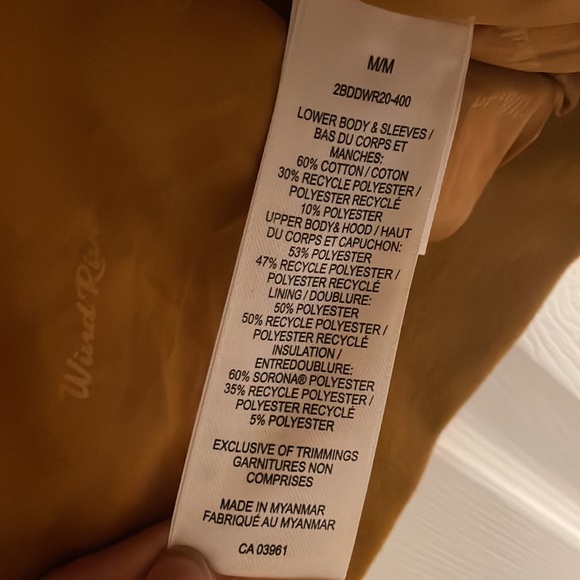 M/M
2BDDWR20-400
LOWER BODY & SLEEVES /
BAS DU CORPS ET
MANCHES:
60% COTTON / COTON
30% RECYCLE POLYESTER /
POLYESTER RECYCLÉ
10% POLYESTER
UPPER BODY& HOOD / HAUT
DU CORPS ET CAPUCHON:
53% POLYESTER
47% RECYCLE POLYESTER /
POLYESTER RECYCLÉ
LINING / DOUBLURE:
50% POLYESTER
50% RECYCLE POLYESTER /
POLYESTER RECYCLÉ
INSULATION /
ENTREDOUBLURE:
60% SORONA® POLYESTER
35% RECYCLE POLYESTER /
POLYESTER RECYCLÉ
5% POLYESTER
EXCLUSIVE OF TRIMMINGS
GARNITURES NON
COMPRISES
MADE IN MYANMAR
FABRIQUÉ AU MYANMAR
CA 03961
Wind